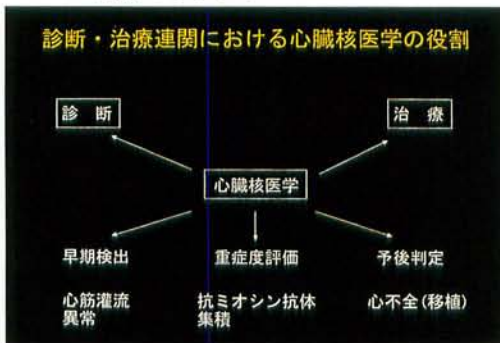 診断・治療連関における心臓核医学の役割
診 断
治 療
心臓核医学
早期検出
重症度評価
予後判定
心筋灌流
異常
抗ミオシン抗体
集積
心不全(移植)